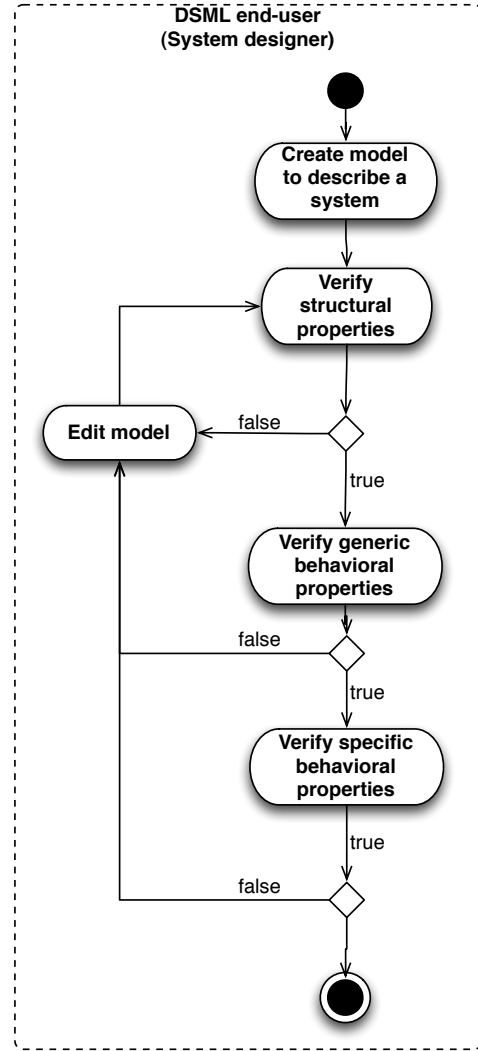 DSML end-user
(System designer)
Create model
to describe a
system
Verify
structural
properties
Edit model
false
true
Verify generic
behavioral
properties
false
true
Verify specific
behavioral
properties
true
false